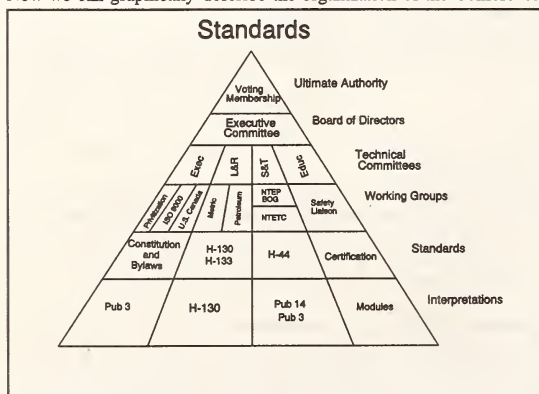 Standards
Voting
Membership
Ultimate Authority
Executive
Committee
Board of Directors
Exec
L&R
S&T
Educ
Technical
Committees
Privitization
ISO 9000
U.S. Canada
Metric
Petroleum
NTEP
BOG
NTETC
Safety
Liaison
Working Groups
Constitution
and
Bylaws
H-130
H-133
H-44
Certification
Standards
Pub 3
H-130
Pub 14
Pub 3
Modules
Interpretations